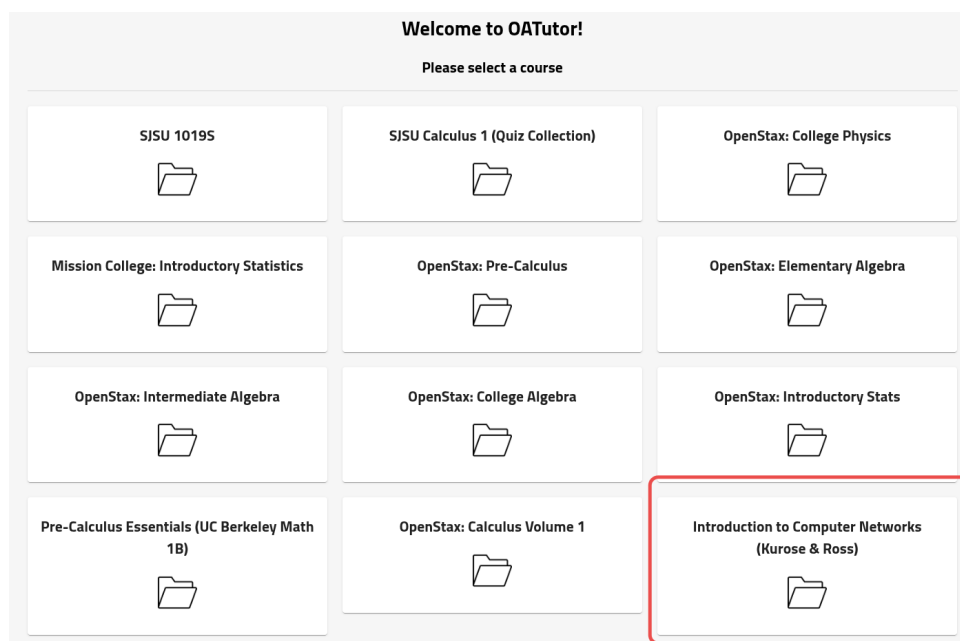 Welcome to OATutor!
Please select a course
SJSU 1019S
SJSU Calculus 1 (Quiz Collection)
OpenStax: College Physics
Mission College: Introductory Statistics
OpenStax: Pre-Calculus
OpenStax: Elementary Algebra
OpenStax: Intermediate Algebra
OpenStax: College Algebra
OpenStax: Introductory Stats
Pre-Calculus Essentials (UC Berkeley Math
1B)
OpenStax: Calculus Volume 1
Introduction to Computer Networks
(Kurose & Ross)